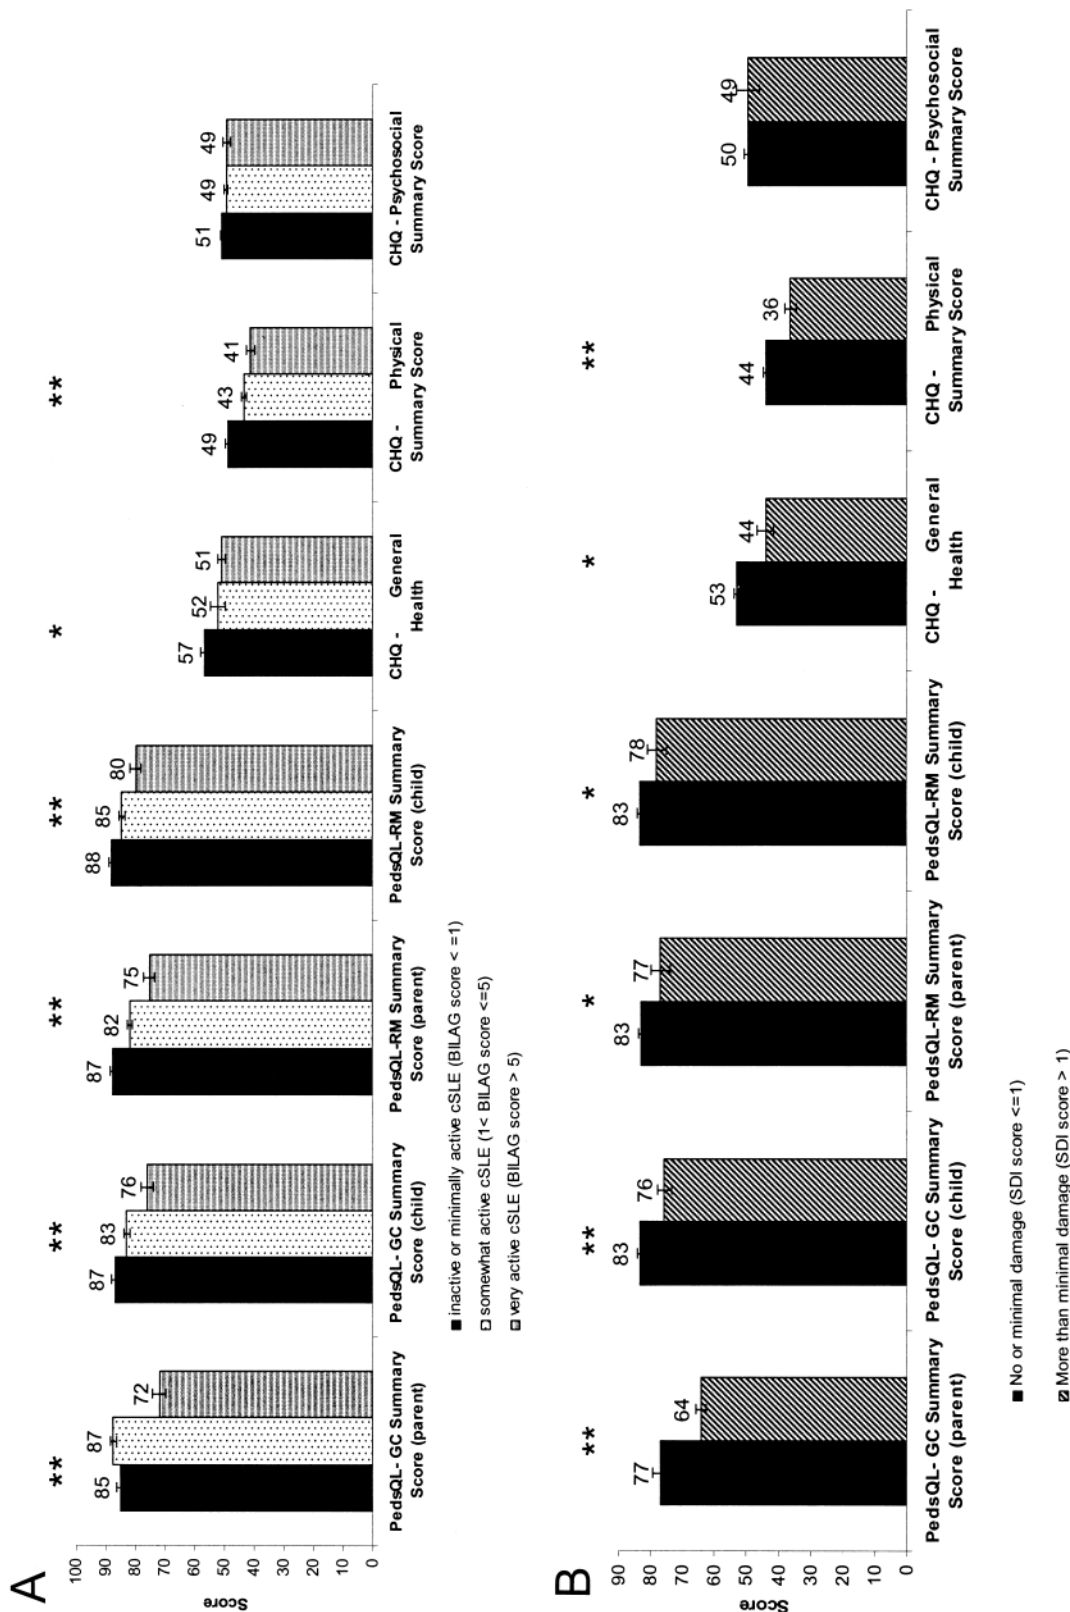 A
** ** ** ** * **
100
90
80
70
60
50
40
30
20
10
0
Score
85 87 72
87 83 76
87 82 75
88 85 80
57 52 51
49 43 41
51 49 49
PedsQL- GC Summary
Score (parent)
PedsQL- GC Summary
Score (child)
PedsQL-RM Summary
Score (parent)
PedsQL-RM Summary
Score (child)
CHQ - General
Health
CHQ - Physical
Summary Score
CHQ - Psychosocial
Summary Score
inactive or minimally active cSLE (BILAG score < =1)
somewhat active cSLE (1< BILAG score <=5)
very active cSLE (BILAG score > 5)
B
** ** * * * **
90
80
70
60
50
40
30
20
10
0
Score
77 64
83 76
83 77
83 78
53 44
44 36
50 49
PedsQL- GC Summary
Score (parent)
PedsQL- GC Summary
Score (child)
PedsQL-RM Summary
Score (parent)
PedsQL-RM Summary
Score (child)
CHQ - General
Health
CHQ - Physical
Summary Score
CHQ - Psychosocial
Summary Score
No or minimal damage (SDI score <=1)
More than minimal damage (SDI score > 1)